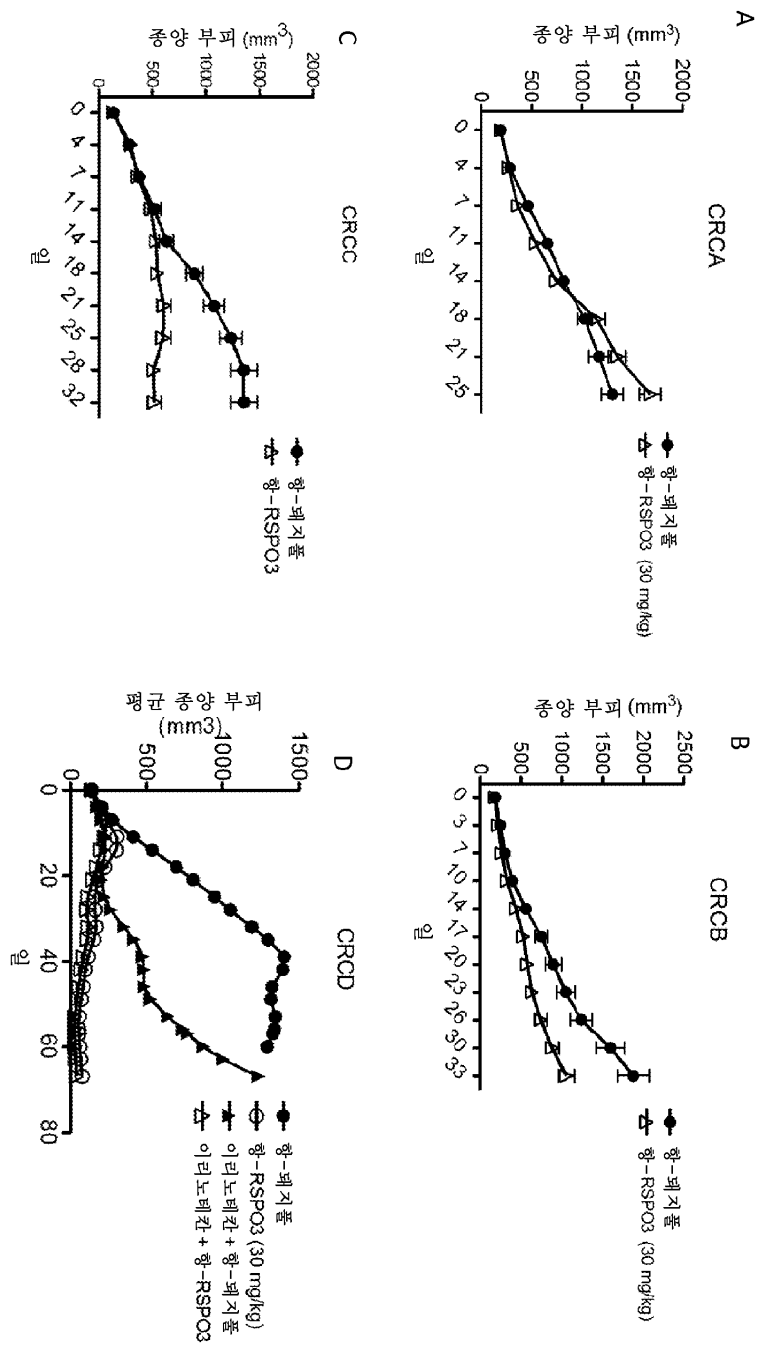 A
CRCA
종양 부피 (mm3)
2000
1500
1000
500
0
0 4 7 11 14 18 21 25
일
항-돼지풀
항-RSPO3 (30 mg/kg)
B
CRCB
종양 부피 (mm3)
2500
2000
1500
1000
500
0
0 3 7 10 14 17 20 23 26 30 33
일
항-돼지풀
항-RSPO3 (30 mg/kg)
C
CRCC
종양 부피 (mm3)
2000
1500
1000
500
0
0 4 7 11 14 18 21 25 28 32
일
항-돼지풀
항-RSPO3
D
CRCD
평균 종양 부피
(mm3)
1500
1000
500
0
0 20 40 60 80
일
항-돼지풀
항-RSPO3 (30 mg/kg)
이리노테칸 + 항-돼지풀
이리노테칸 + 항-RSPO3